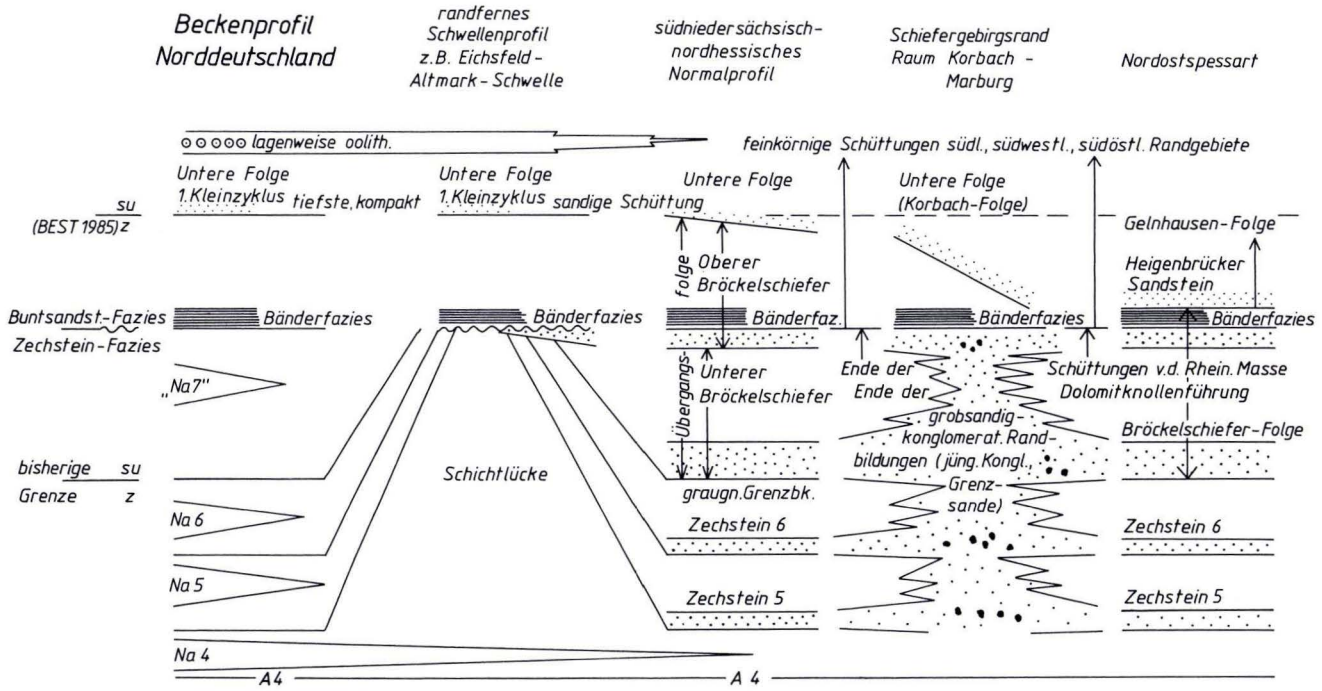 Beckenprofil
Norddeutschland
randfernes
Schwellenprofil
z.B. Eichsfeld-
Altmark-Schwelle
südniedersächsisch-
nordhessisches
Normalprofil
Schiefergebirgsrand
Raum Korbach -
Marburg
Nordostspessart
lagenweise oolith.
feinkörnige Schüttungen südl., südwestl., südöstl. Randgebiete
Untere Folge
1. Kleinzyklus
tiefste, kompakt
Untere Folge
1. Kleinzyklus
sandige Schüttung
Untere Folge
Untere Folge
(Korbach-Folge)
su
(BEST 1985) z
Gelnhausen-Folge
folge
Oberer
Bröckelschiefer
Heigenbrücker
Sandstein
Buntsandst.-Fazies
Zechstein-Fazies
Bänderfazies
Bänderfazies
Bänderfaz.
Bänderfazies
Bänderfazies
„Na7"
Übergangs-
Unterer
Bröckelschiefer
Ende der
Ende der
Schüttungen v.d. Rhein. Masse
Dolomitknollenführung
grobsandig-
konglomerat. Rand-
bildungen (jüng. Kongl.,
Grenz-
sande)
Bröckelschiefer-Folge
bisherige su
Grenze z
Schichtlücke
graugn. Grenzbk.
Na 6
Zechstein 6
Zechstein 6
Na 5
Zechstein 5
Zechstein 5
Na 4
A4
A 4